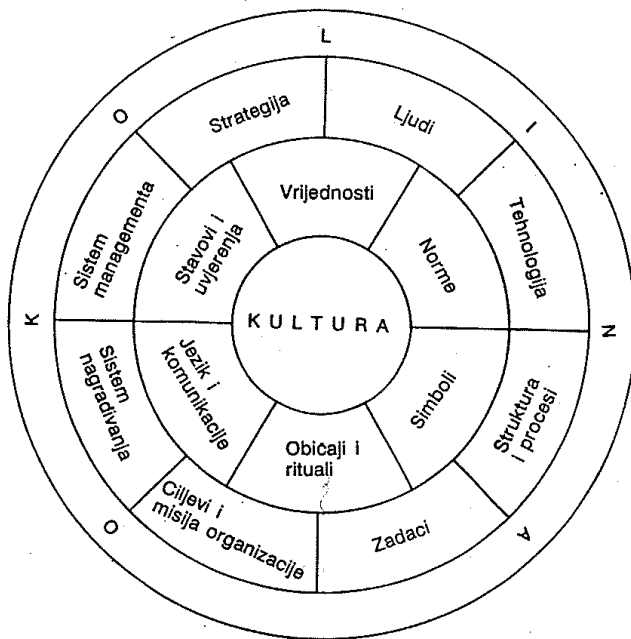 OKOLINA
Strategija
Ljudi
Tehnologija
Struktura
i procesi
Zadaci
Ciljevi i
misija organizacije
Sistem
nagrađivanja
Sistem
managementa
Vrijednosti
Norme
Simboli
Običaji i
rituali
Jezik i
komunikacije
Stavovi i
uvjerenja
KULTURA